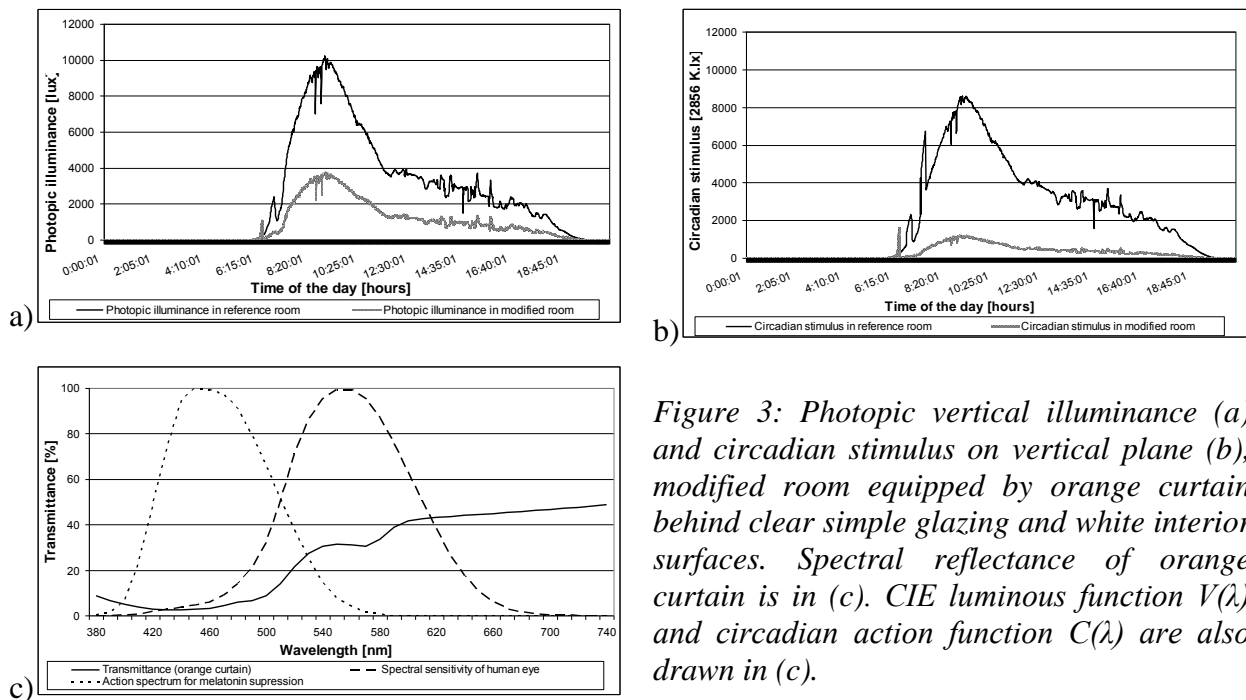 12000
10000
8000
6000
4000
2000
0
Photopic illuminance [lux]
0:00:01
2:05:01
4:10:01
6:15:01
8:20:01
10:25:01
12:30:01
14:35:01
16:40:01
18:45:01
Time of the day [hours]
Photopic illuminance in reference room
Photopic illuminance in modified room
a)
12000
10000
8000
6000
4000
2000
0
Circadian stimulus [2856 K.lx]
0:00:01
2:05:01
4:10:01
6:15:01
8:20:01
10:25:01
12:30:01
14:35:01
16:40:01
18:45:01
Time of the day [hours]
Circadian stimulus in reference room
Circadian stimulus in modified room
b)
100
80
60
40
20
0
Transmittance [%]
380 420 460 500 540 580 620 660 700 740
Wavelength [nm]
Transmittance (orange curtain)
Spectral sensitivity of human eye
Action spectrum for melatonin supression
c)
Figure 3: Photopic vertical illuminance (a)
and circadian stimulus on vertical plane (b),
modified room equipped by orange curtain
behind clear simple glazing and white interior
surfaces. Spectral reflectance of orange
curtain is in (c). CIE luminous function V(λ)
and circadian action function C(λ) are also
drawn in (c).